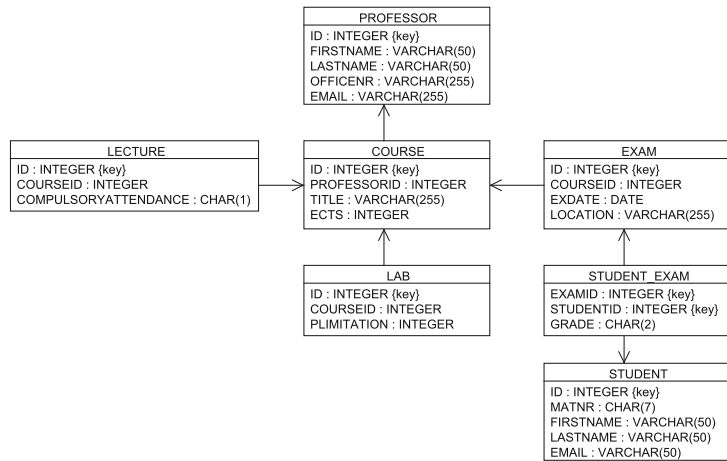 PROFESSOR
ID : INTEGER {key}
FIRSTNAME : VARCHAR(50)
LASTNAME : VARCHAR(50)
OFFICENR : VARCHAR(255)
EMAIL : VARCHAR(255)
LECTURE
ID : INTEGER {key}
COURSEID : INTEGER
COMPULSORYATTENDANCE : CHAR(1)
COURSE
ID : INTEGER {key}
PROFESSORID : INTEGER
TITLE : VARCHAR(255)
ECTS : INTEGER
EXAM
ID : INTEGER {key}
COURSEID : INTEGER
EXDATE : DATE
LOCATION : VARCHAR(255)
LAB
ID : INTEGER {key}
COURSEID : INTEGER
PLIMITATION : INTEGER
STUDENT_EXAM
EXAMID : INTEGER {key}
STUDENTID : INTEGER {key}
GRADE : CHAR(2)
STUDENT
ID : INTEGER {key}
MATNR : CHAR(7)
FIRSTNAME : VARCHAR(50)
LASTNAME : VARCHAR(50)
EMAIL : VARCHAR(50)